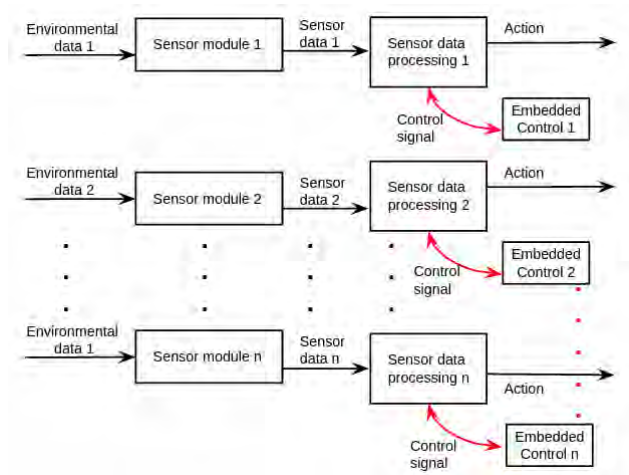 Environmental
data 1
Sensor module 1
Sensor
data 1
Sensor data
processing 1
Action
Control
signal
Embedded
Control 1
Environmental
data 2
Sensor module 2
Sensor
data 2
Sensor data
processing 2
Action
Control
signal
Embedded
Control 2
Environmental
data 1
Sensor module n
Sensor
data n
Sensor data
processing n
Action
Control
signal
Embedded
Control n